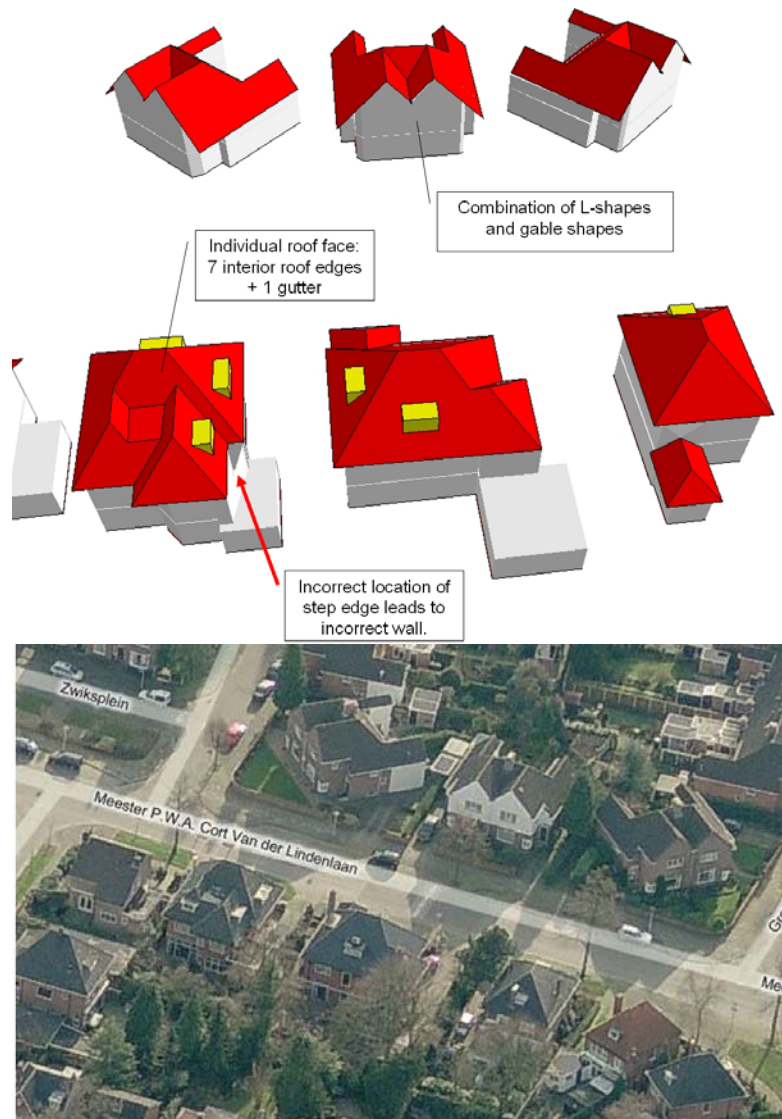 Combination of L-shapes
and gable shapes
Individual roof face:
7 interior roof edges
+ 1 gutter
Incorrect location of
step edge leads to
incorrect wall.
Zwiksplein
Meester P.W.A. Cort Van der Lindenlaan